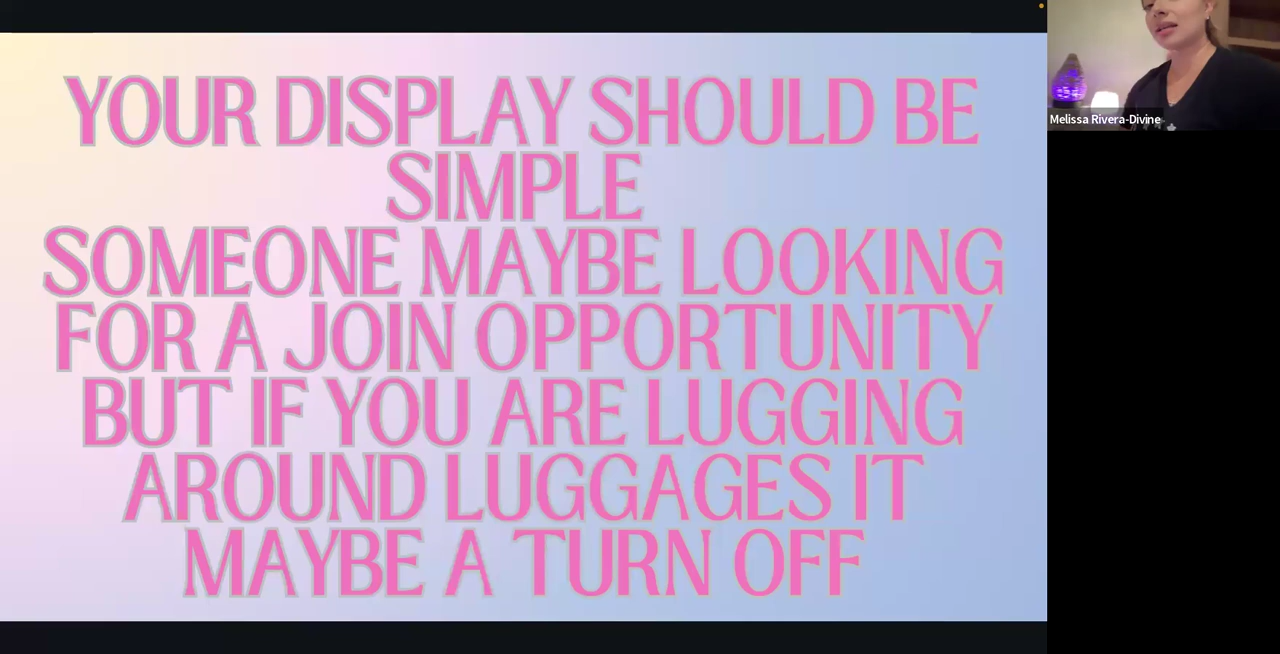 YOUR DISPLAY SHOULD BE
SIMPLE
SOMEONE MAYBE LOOKING
FOR A JOIN OPPORTUNITY
BUT IF YOU ARE LUGGING
AROUND LUGGAGES IT
MAYBE A TURN OFF
Melissa Rivera-Divine